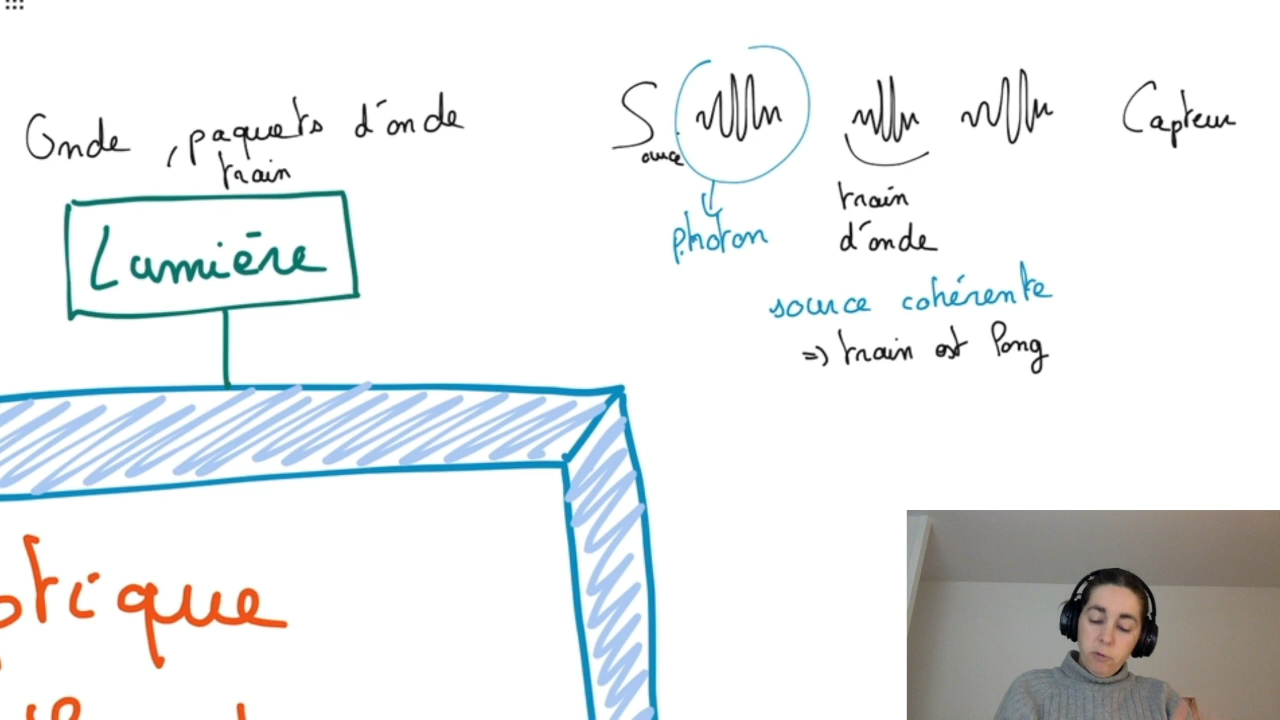 Onde, paquets d'onde
train
Lumière
Source
Capteur
photon
train
d'onde
source cohérente
=> train est long
ptique